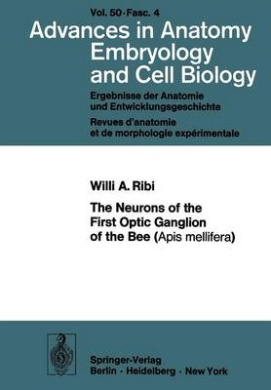 Vol. 50·Fasc. 4
Advances in Anatomy
Embryology
and Cell Biology
Ergebnisse der Anatomie
und Entwicklungsgeschichte
Revues d'anatomie
et de morphologie expérimentale
Willi A. Ribi
The Neurons of the
First Optic Ganglion
of the Bee (Apis mellifera)
Springer-Verlag
Berlin · Heidelberg · New York